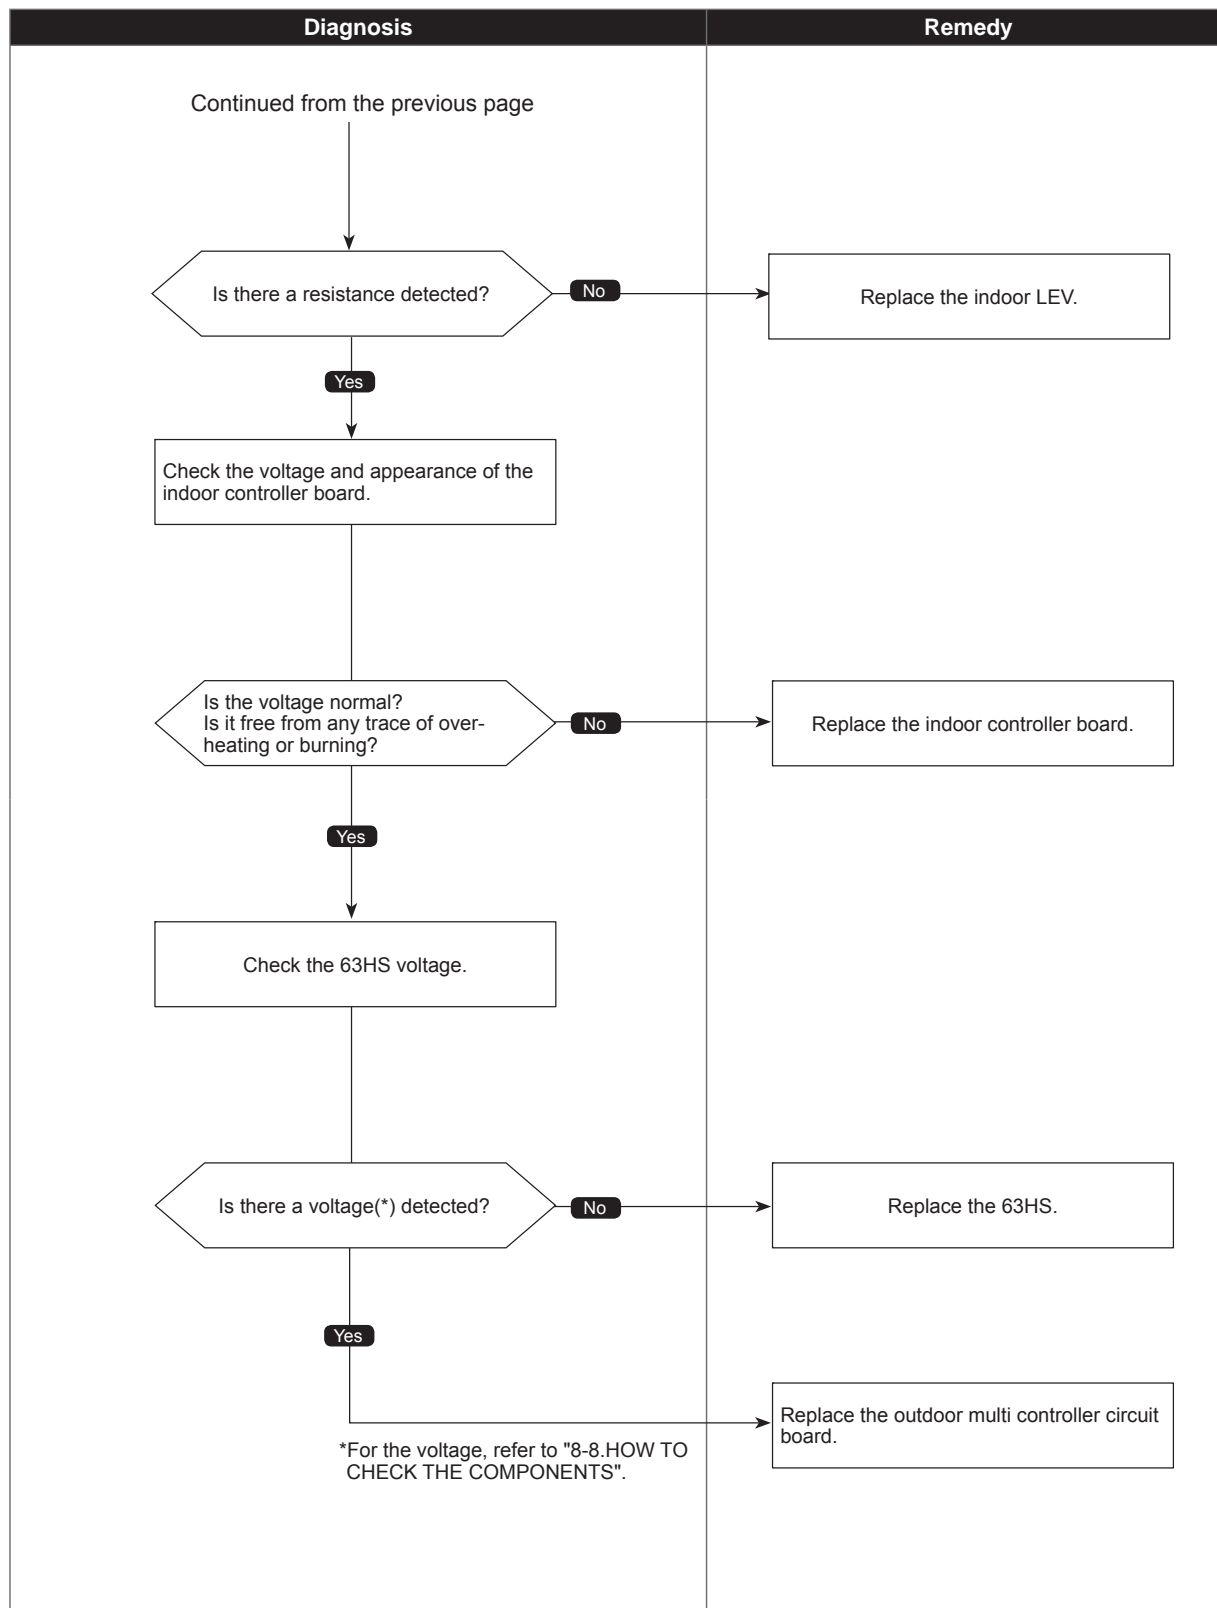 Diagnosis
Remedy
Continued from the previous page
Is there a resistance detected?
No
Replace the indoor LEV.
Yes
Check the voltage and appearance of the
indoor controller board.
Is the voltage normal?
Is it free from any trace of over-
heating or burning?
No
Replace the indoor controller board.
Yes
Check the 63HS voltage.
Is there a voltage(*) detected?
No
Replace the 63HS.
Yes
Replace the outdoor multi controller circuit
board.
*For the voltage, refer to "8-8.HOW TO
CHECK THE COMPONENTS".